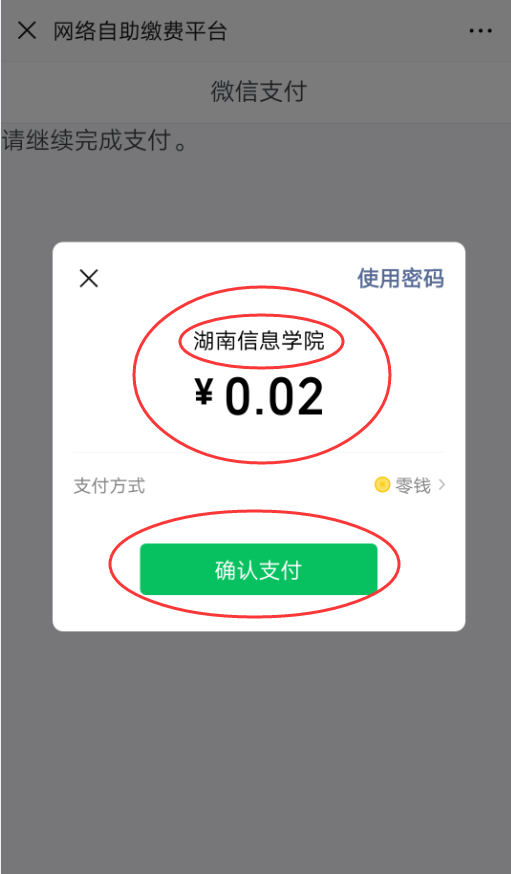 网络自助缴费平台
微信支付
请继续完成支付。
使用密码
湖南信息学院
¥0.02
支付方式 零钱
确认支付